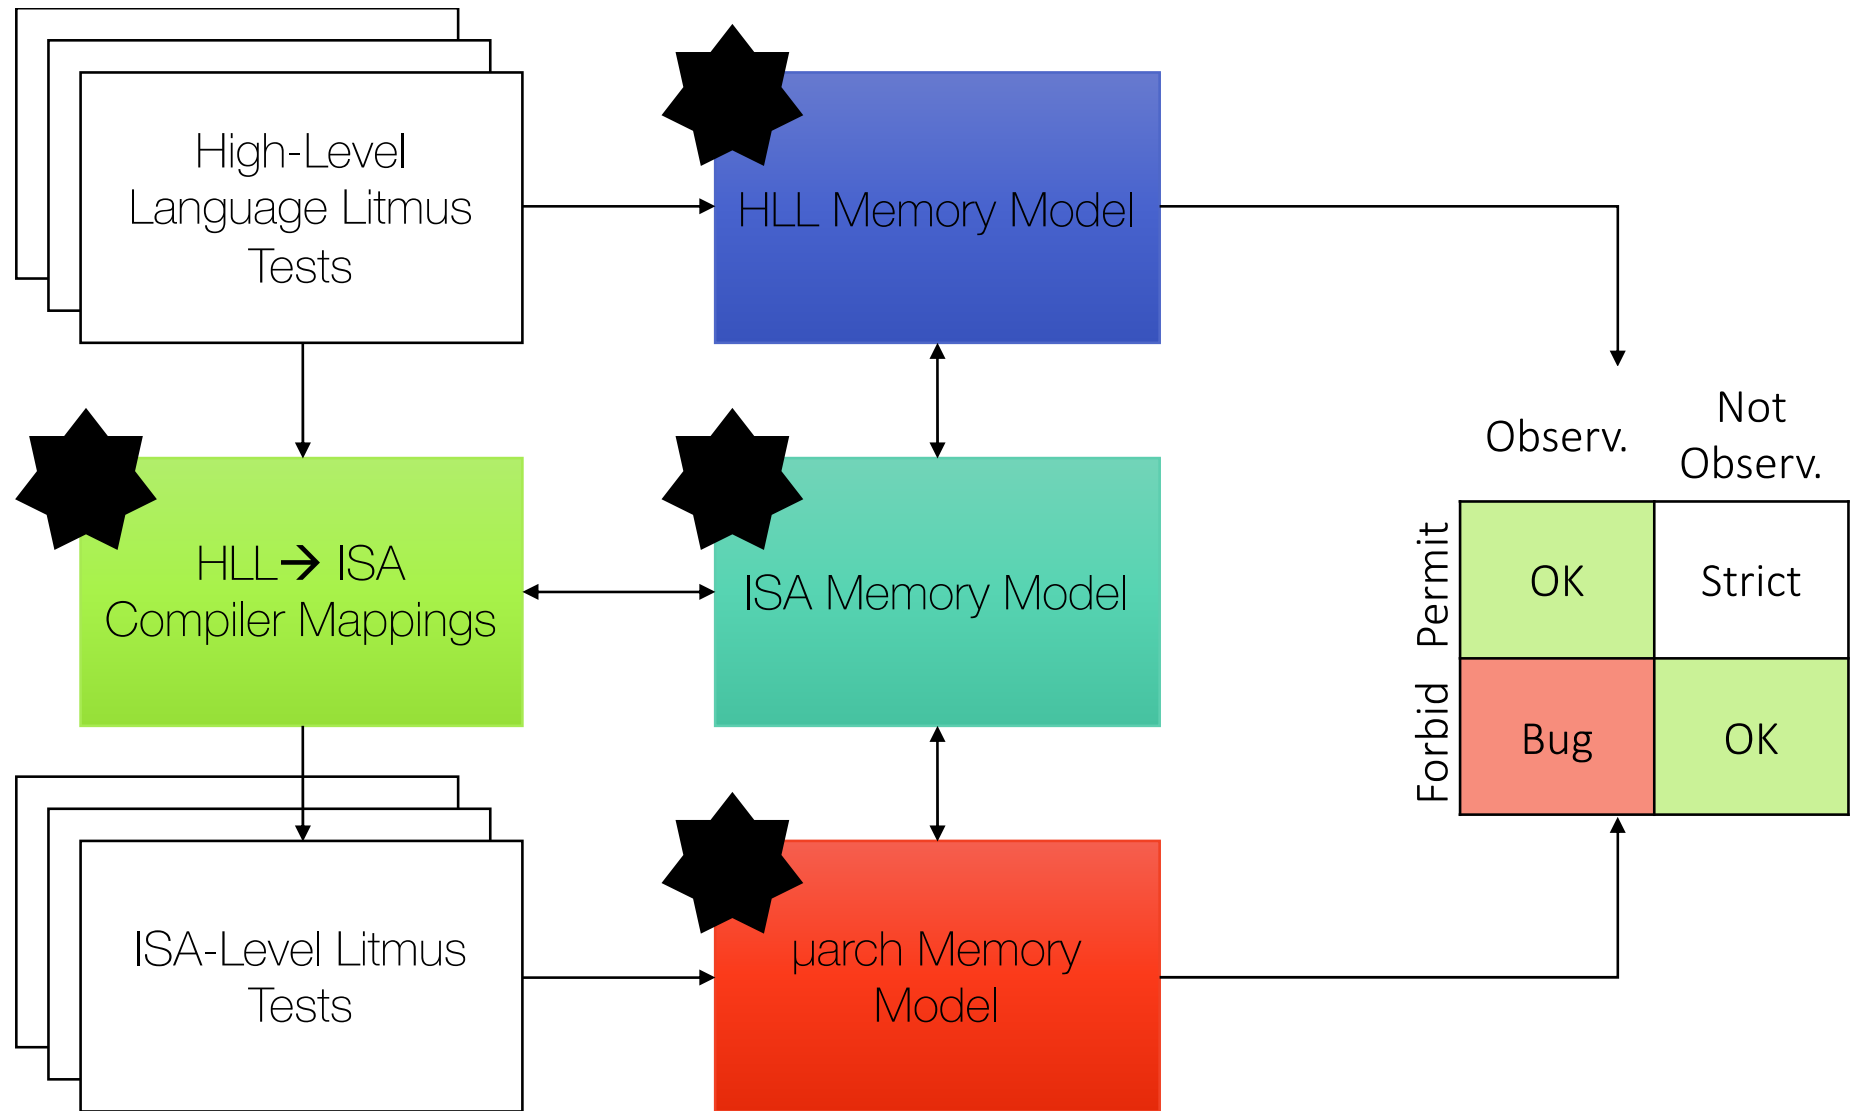 High-Level
Language Litmus
Tests
HLL Memory Model
HLL→ ISA
Compiler Mappings
ISA Memory Model
ISA-Level Litmus
Tests
µarch Memory
Model
Observ.
Not
Observ.
Permit
OK
Strict
Forbid
Bug
OK